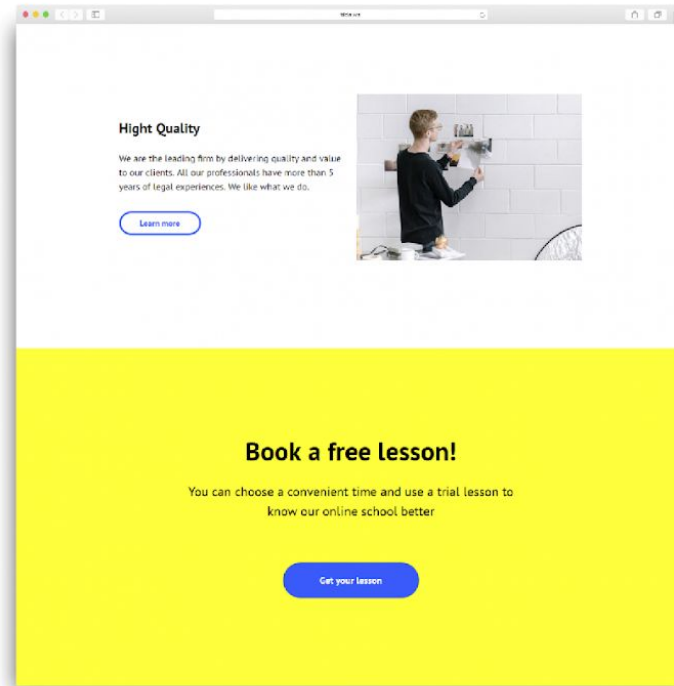 Hight Quality
We are the leading firm by delivering quality and value
to our clients. All our professionals have more than 5
years of legal experiences. We like what we do.
Learn more
Book a free lesson!
You can choose a convenient time and use a trial lesson to
know our online school better
Get your lesson